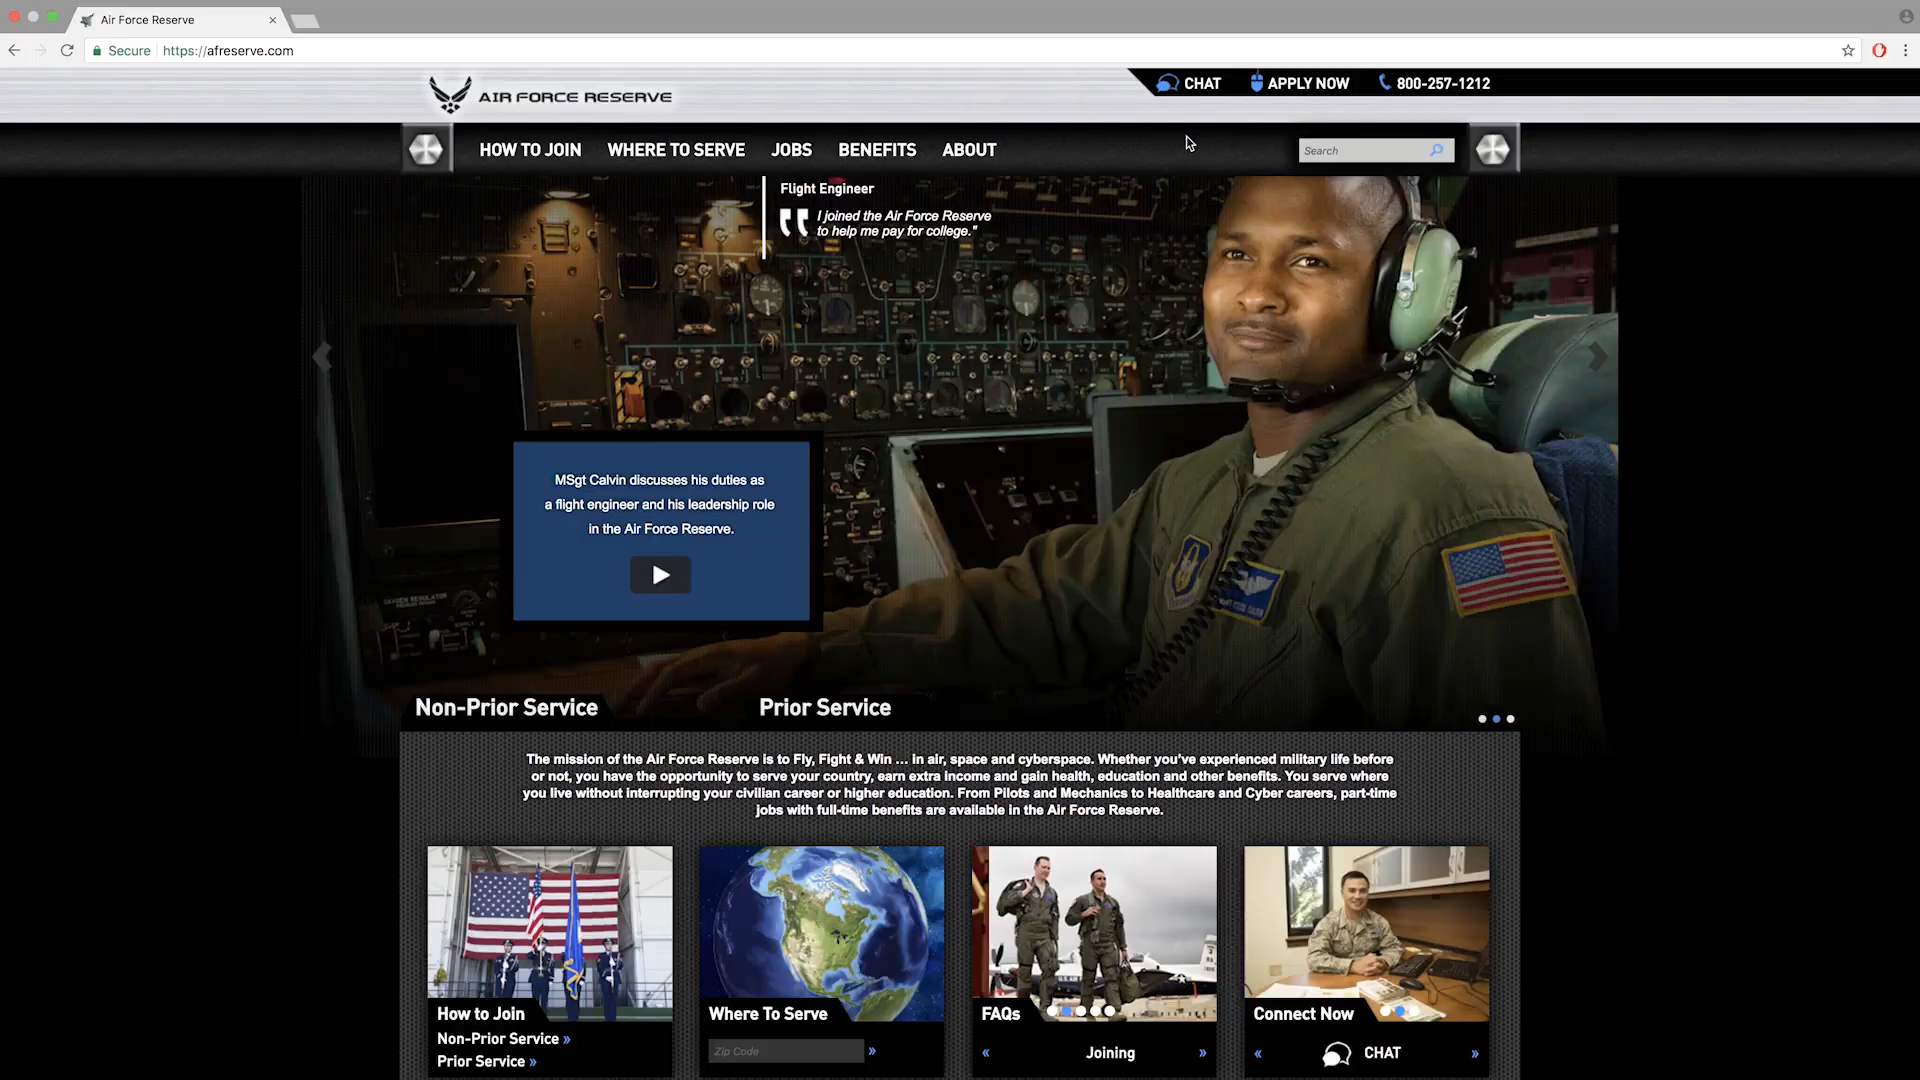 Air Force Reserve
Secure
https://afreserve.com
AIR FORCE RESERVE
CHAT
APPLY NOW
800-257-1212
HOW TO JOIN
WHERE TO SERVE
JOBS
BENEFITS
ABOUT
Search
Flight Engineer
I joined the Air Force Reserve
to help me pay for college."
MSgt Calvin discusses his duties as
a flight engineer and his leadership role
in the Air Force Reserve.
Non-Prior Service
Prior Service
The mission of the Air Force Reserve is to Fly, Fight & Win ... in air, space and cyberspace. Whether you've experienced military life before
or not, you have the opportunity to serve your country, earn extra income and gain health, education and other benefits. You serve where
you live without interrupting your civilian career or higher education. From Pilots and Mechanics to Healthcare and Cyber careers, part-time
jobs with full-time benefits are available in the Air Force Reserve.
How to Join
Non-Prior Service »
Prior Service »
Where To Serve
Zip Code »
FAQs
« Joining »
Connect Now
« CHAT »